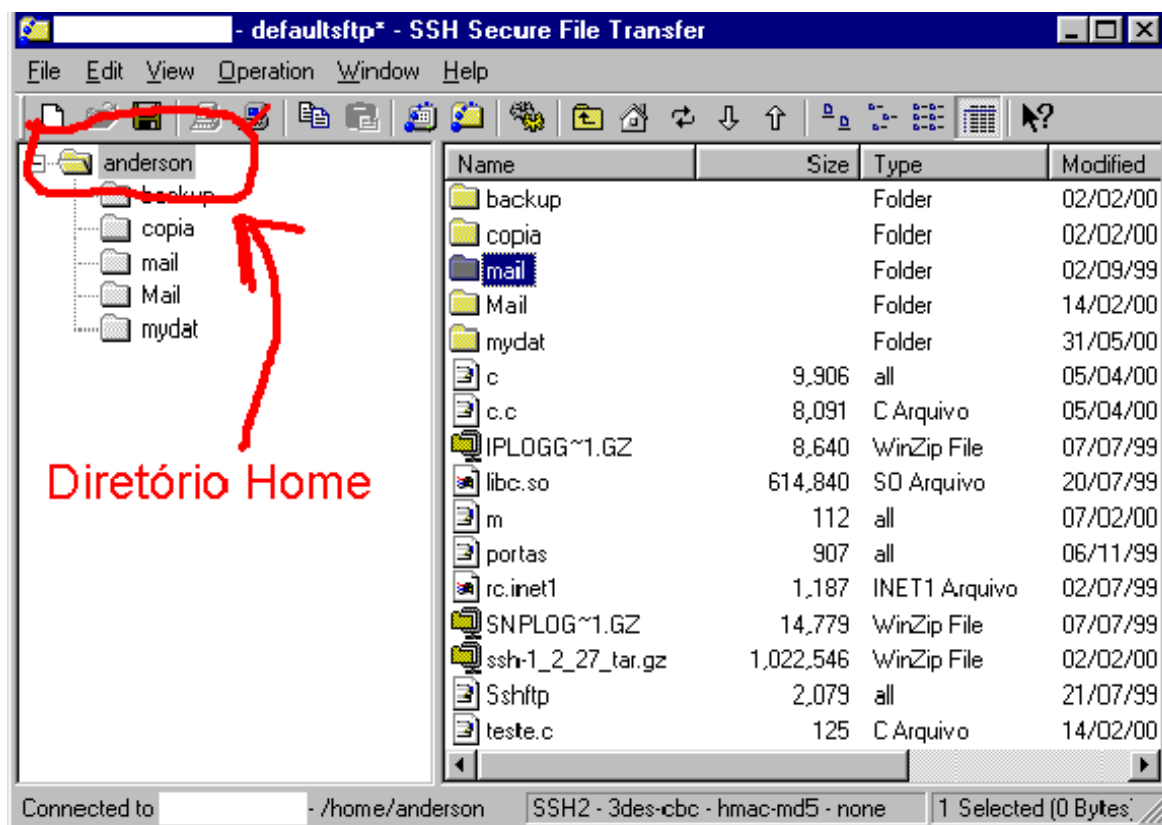 - defaultsftp* - SSH Secure File Transfer
File Edit View Operation Window Help
anderson
backup
copia
mail
Mail
mydat
Diretório Home
Name Size Type Modified
backup Folder 02/02/00
copia Folder 02/02/00
mail Folder 02/09/99
Mail Folder 14/02/00
mydat Folder 31/05/00
c 9,906 all 05/04/00
c.c 8,091 C Arquivo 05/04/00
IPLOGG~1.GZ 8,640 WinZip File 07/07/99
libc.so 614,840 SO Arquivo 20/07/99
m 112 all 07/02/00
portas 907 all 06/11/99
rc.inet1 1,187 INET1 Arquivo 02/07/99
SNPLOG~1.GZ 14,779 WinZip File 07/07/99
ssh-1_2_27_tar.gz 1,022,546 WinZip File 02/02/00
Sshftp 2,079 all 21/07/99
teste.c 125 C Arquivo 14/02/00
Connected to - /home/anderson SSH2 - 3des-cbc - hmac-md5 - none 1 Selected (0 Bytes)